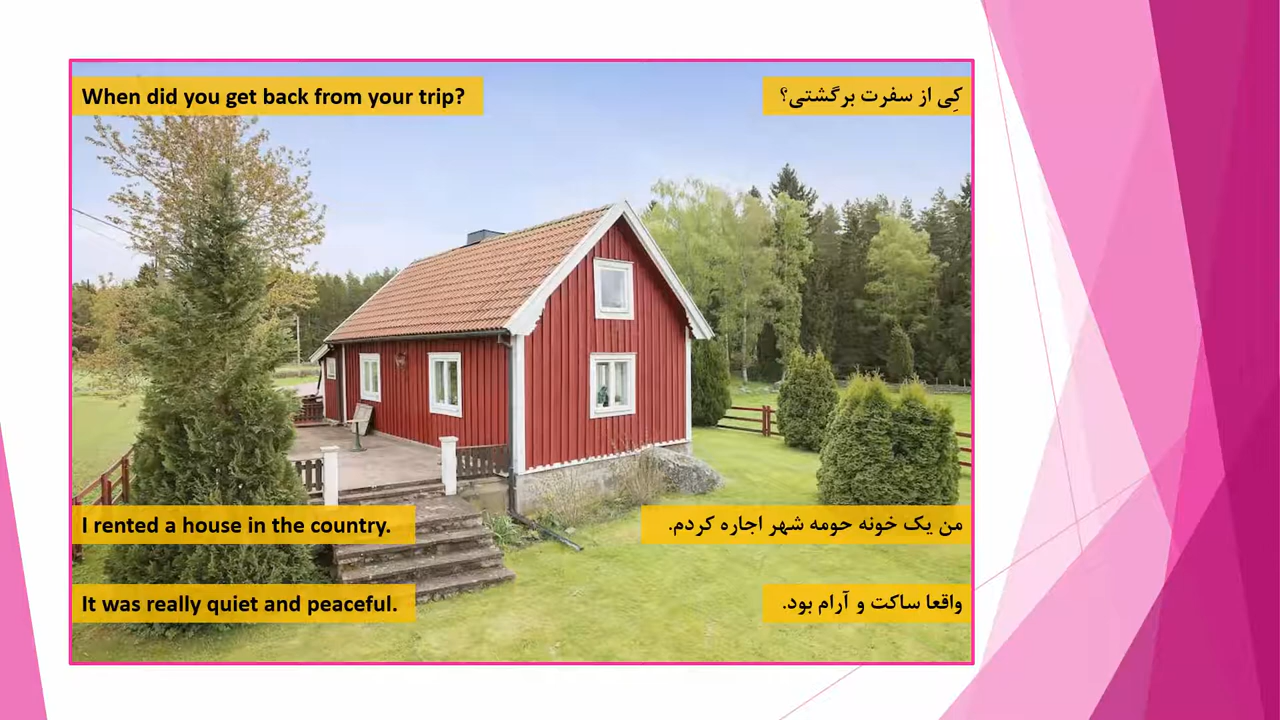 When did you get back from your trip?
کِی از سفرت برگشتی؟
I rented a house in the country.
من یک خونه حومه شهر اجاره کردم.
It was really quiet and peaceful.
واقعا ساکت و آرام بود.